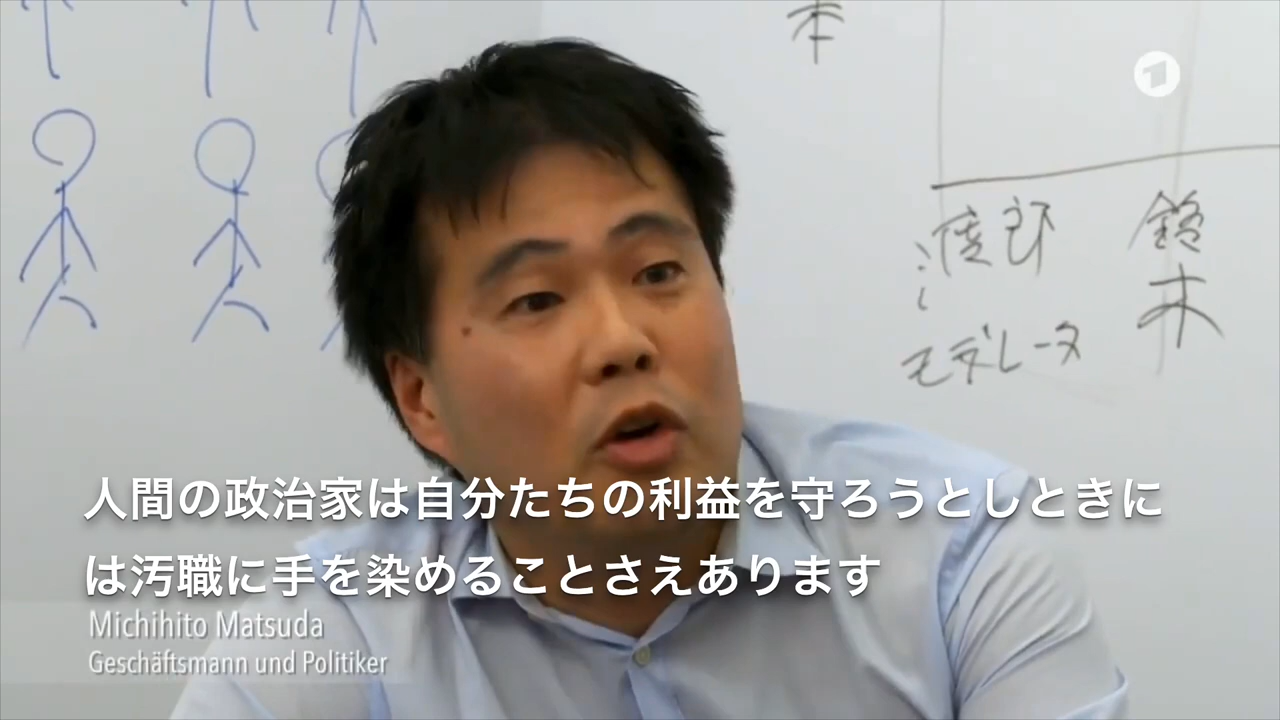 本
1
鈴木
モデレータ
人間の政治家は自分たちの利益を守ろうとしときに
は汚職に手を染めることさえあります
Michihito Matsuda
Geschäftsmann und Politiker